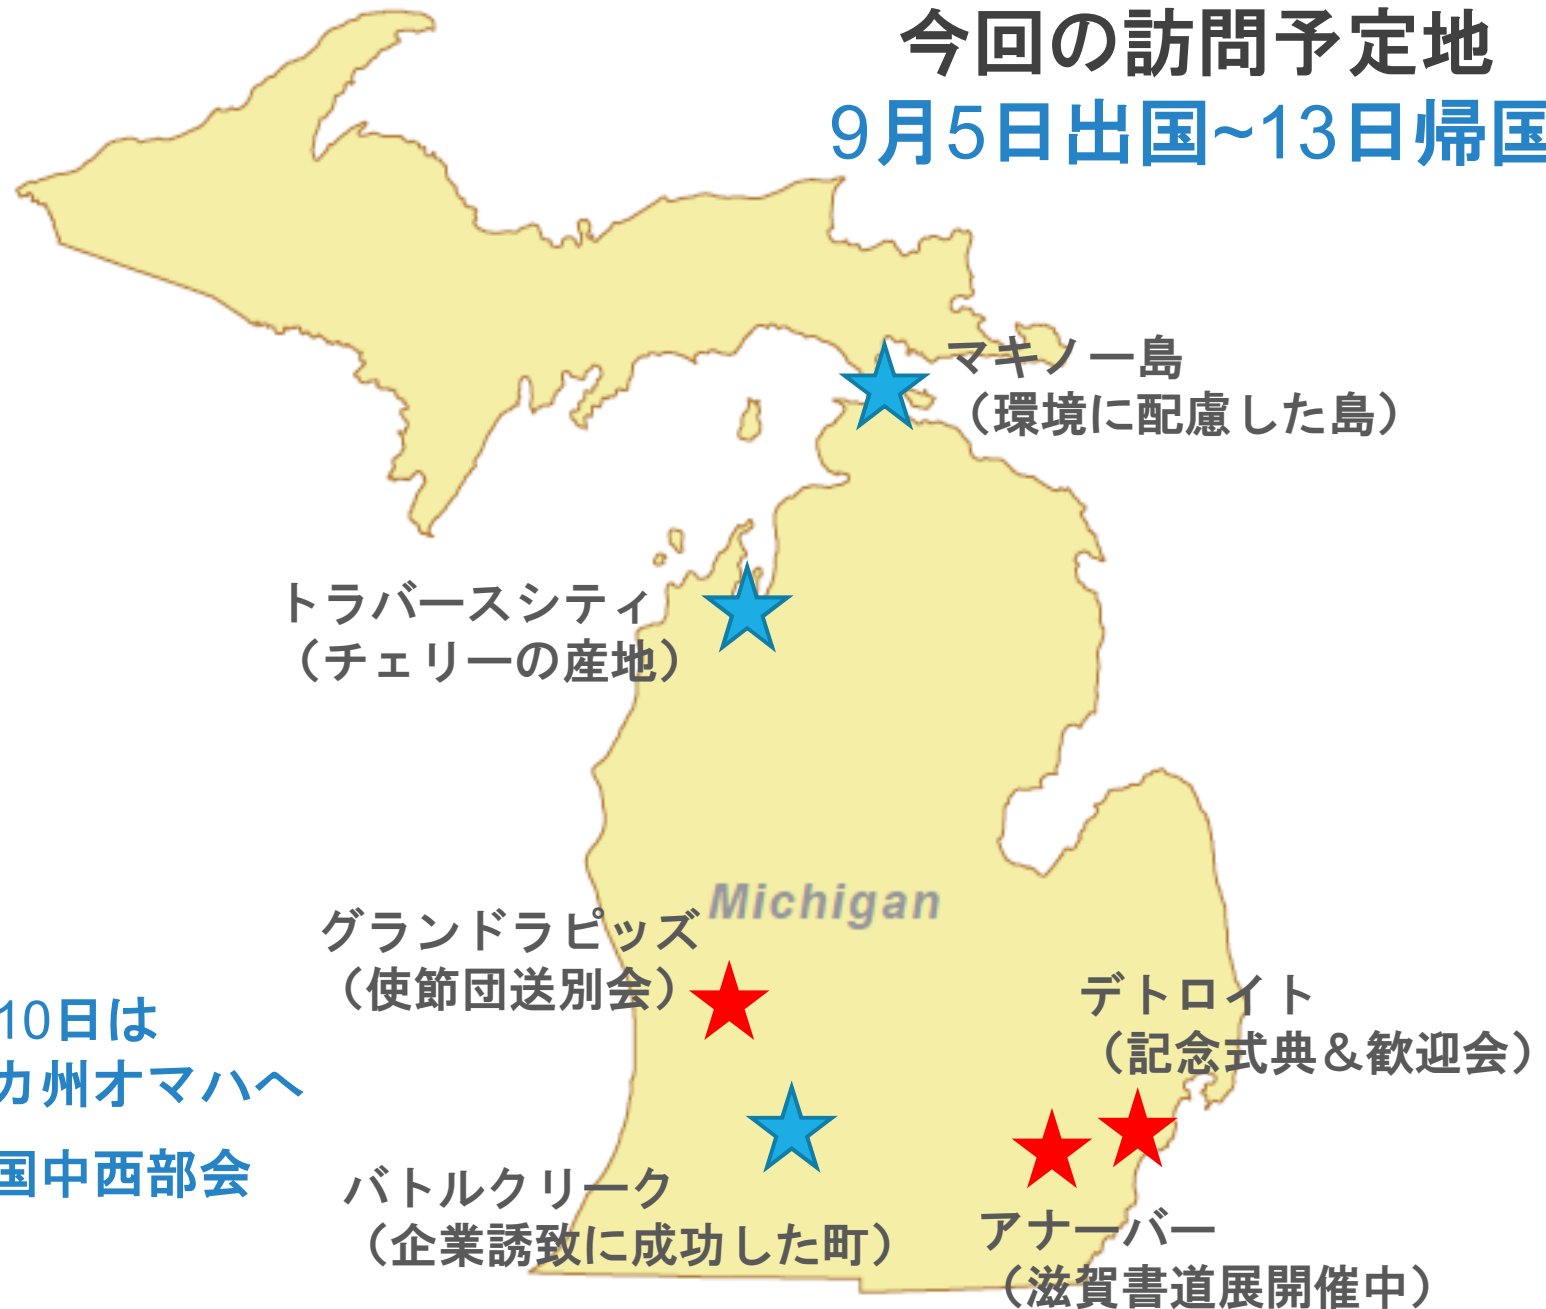 今回の訪問予定地
9月5日出国~13日帰国
マキノー島
（環境に配慮した島）
トラバースシティ
（チェリーの産地）
Michigan
グランドラピッズ
（使節団送別会）
デトロイト
（記念式典＆歓迎会）
10日は
カ州オマハへ
国中西部会
バトルクリーク
（企業誘致に成功した町）
アナーバー
（滋賀書道展開催中）